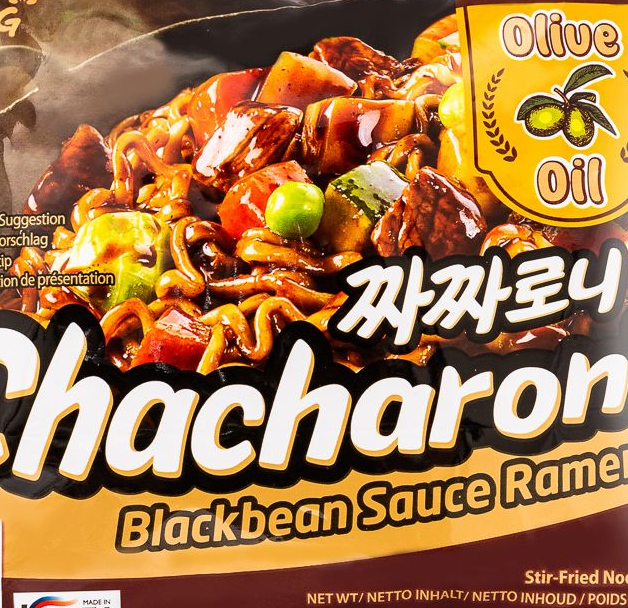 Olive
Oil
Suggestion
orschlag
ip
ion de présentation
짜짜로니
Chacharon
Blackbean Sauce Ramen
Stir-Fried Noo
NET WT/ NETTO INHALT/ NETTO INHOUD / POIDS
MADE IN